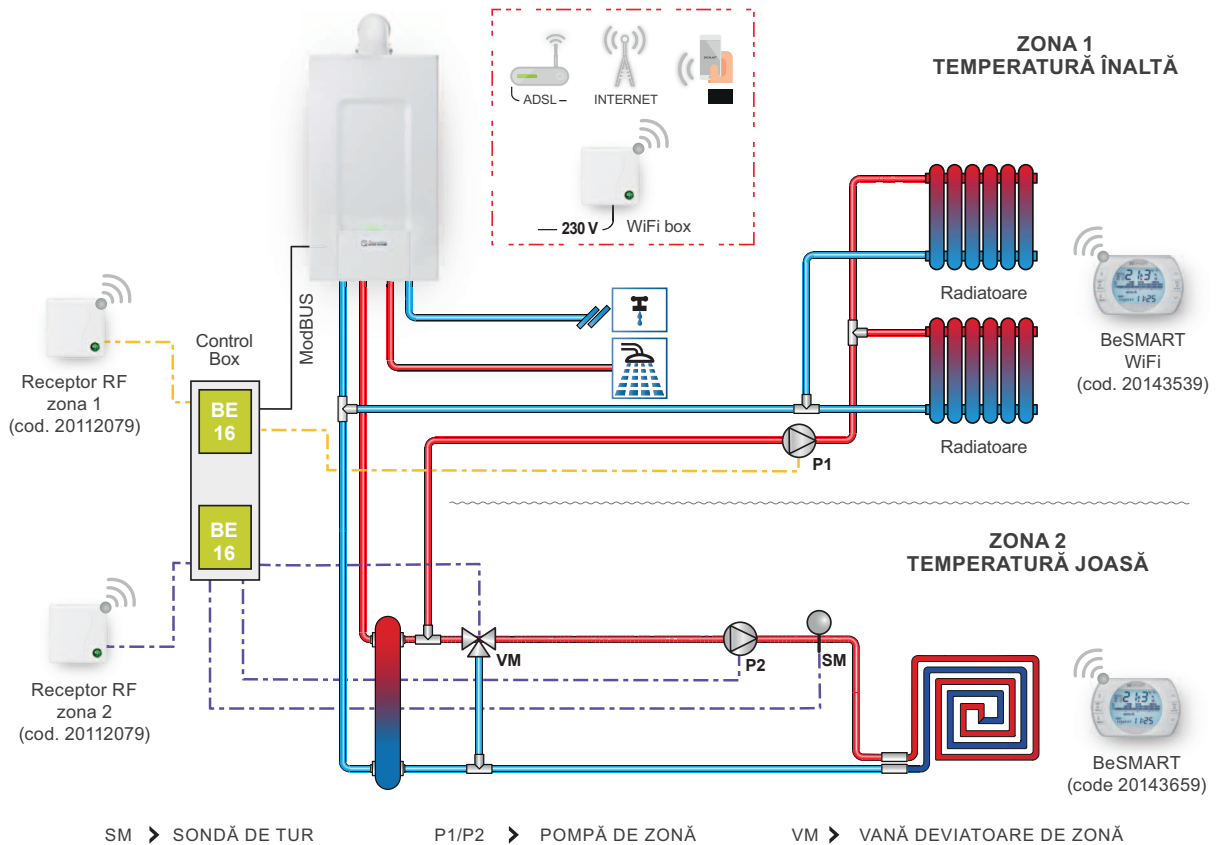 ZONA 1
TEMPERATURĂ ÎNALTĂ
ADSL
INTERNET
230 V
WiFi box
Beretta
ModBUS
Control
Box
Receptor RF
zona 1
(cod. 20112079)
BE
16
BE
16
Radiatoare
Radiatoare
BeSMART
WiFi
(cod. 20143539)
P1
ZONA 2
TEMPERATURĂ JOASĂ
Receptor RF
zona 2
(cod. 20112079)
VM
P2
SM
BeSMART
(code 20143659)
SM > SONDĂ DE TUR
P1/P2 > POMPĂ DE ZONĂ
VM > VANĂ DEVIATOARE DE ZONĂ